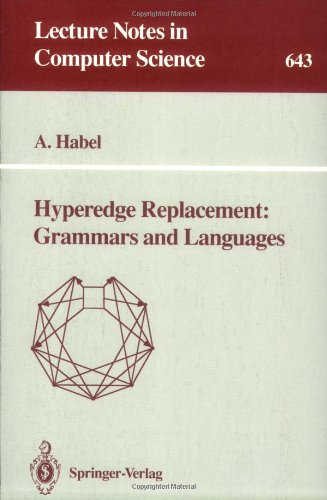 Lecture Notes in
Computer Science
643
A. Habel
Hyperedge Replacement:
Grammars and Languages
Springer-Verlag